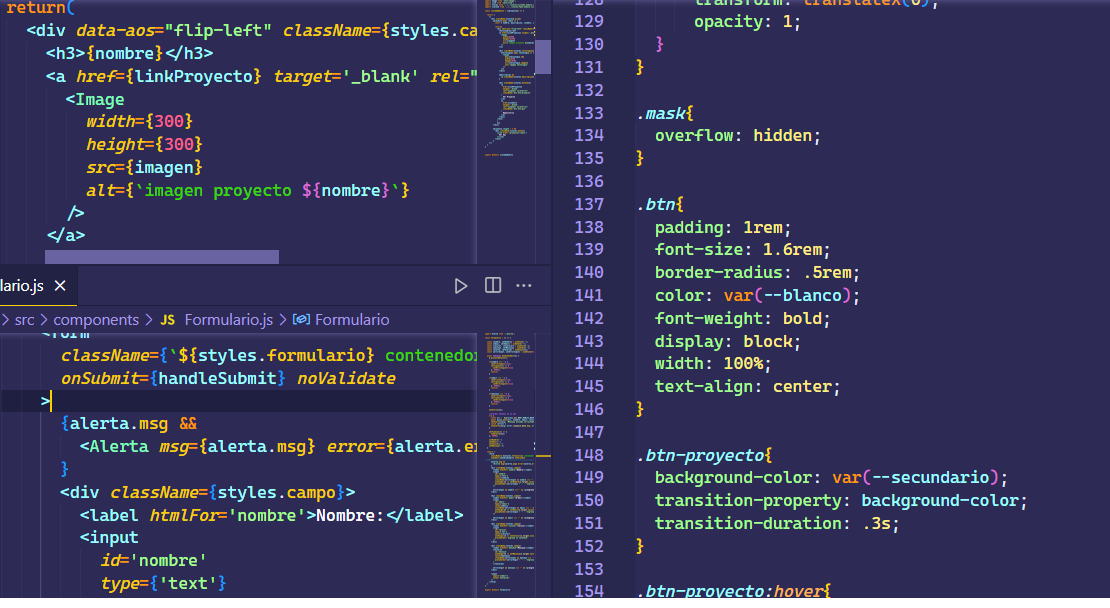 return(
<div data-aos="flip-left" className={styles.ca
<h3>{nombre}</h3>
<a href={linkProyecto} target='_blank' rel="
<Image
width={300}
height={300}
src={imagen}
alt={`imagen proyecto ${nombre}`}
/>
</a>
lario.js
src > components > JS Formulario.js > Formulario
<form
className={`${styles.formulario} contenedor
onSubmit={handleSubmit} noValidate
>
{alerta.msg &&
<Alerta msg={alerta.msg} error={alerta.er
}
<div className={styles.campo}>
<label htmlFor='nombre'>Nombre:</label>
<input
id='nombre'
type={'text'}
128 transform: translateX(0);
129 opacity: 1;
130 }
131 }
132
133 .mask{
134 overflow: hidden;
135 }
136
137 .btn{
138 padding: 1rem;
139 font-size: 1.6rem;
140 border-radius: .5rem;
141 color: var(--blanco);
142 font-weight: bold;
143 display: block;
144 width: 100%;
145 text-align: center;
146 }
147
148 .btn-proyecto{
149 background-color: var(--secundario);
150 transition-property: background-color;
151 transition-duration: .3s;
152 }
153
154 .btn-proyecto:hover{